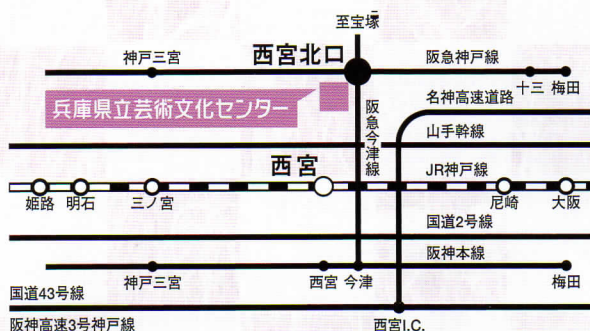 至宝塚
神戸三宮
西宮北口
阪急神戸線
十三
梅田
兵庫県立芸術文化センター
名神高速道路
阪急今津線
山手幹線
西宮
JR神戸線
姫路
明石
三ノ宮
尼崎
大阪
国道2号線
阪神本線
神戸三宮
西宮
今津
梅田
国道43号線
阪神高速3号神戸線
西宮I.C.